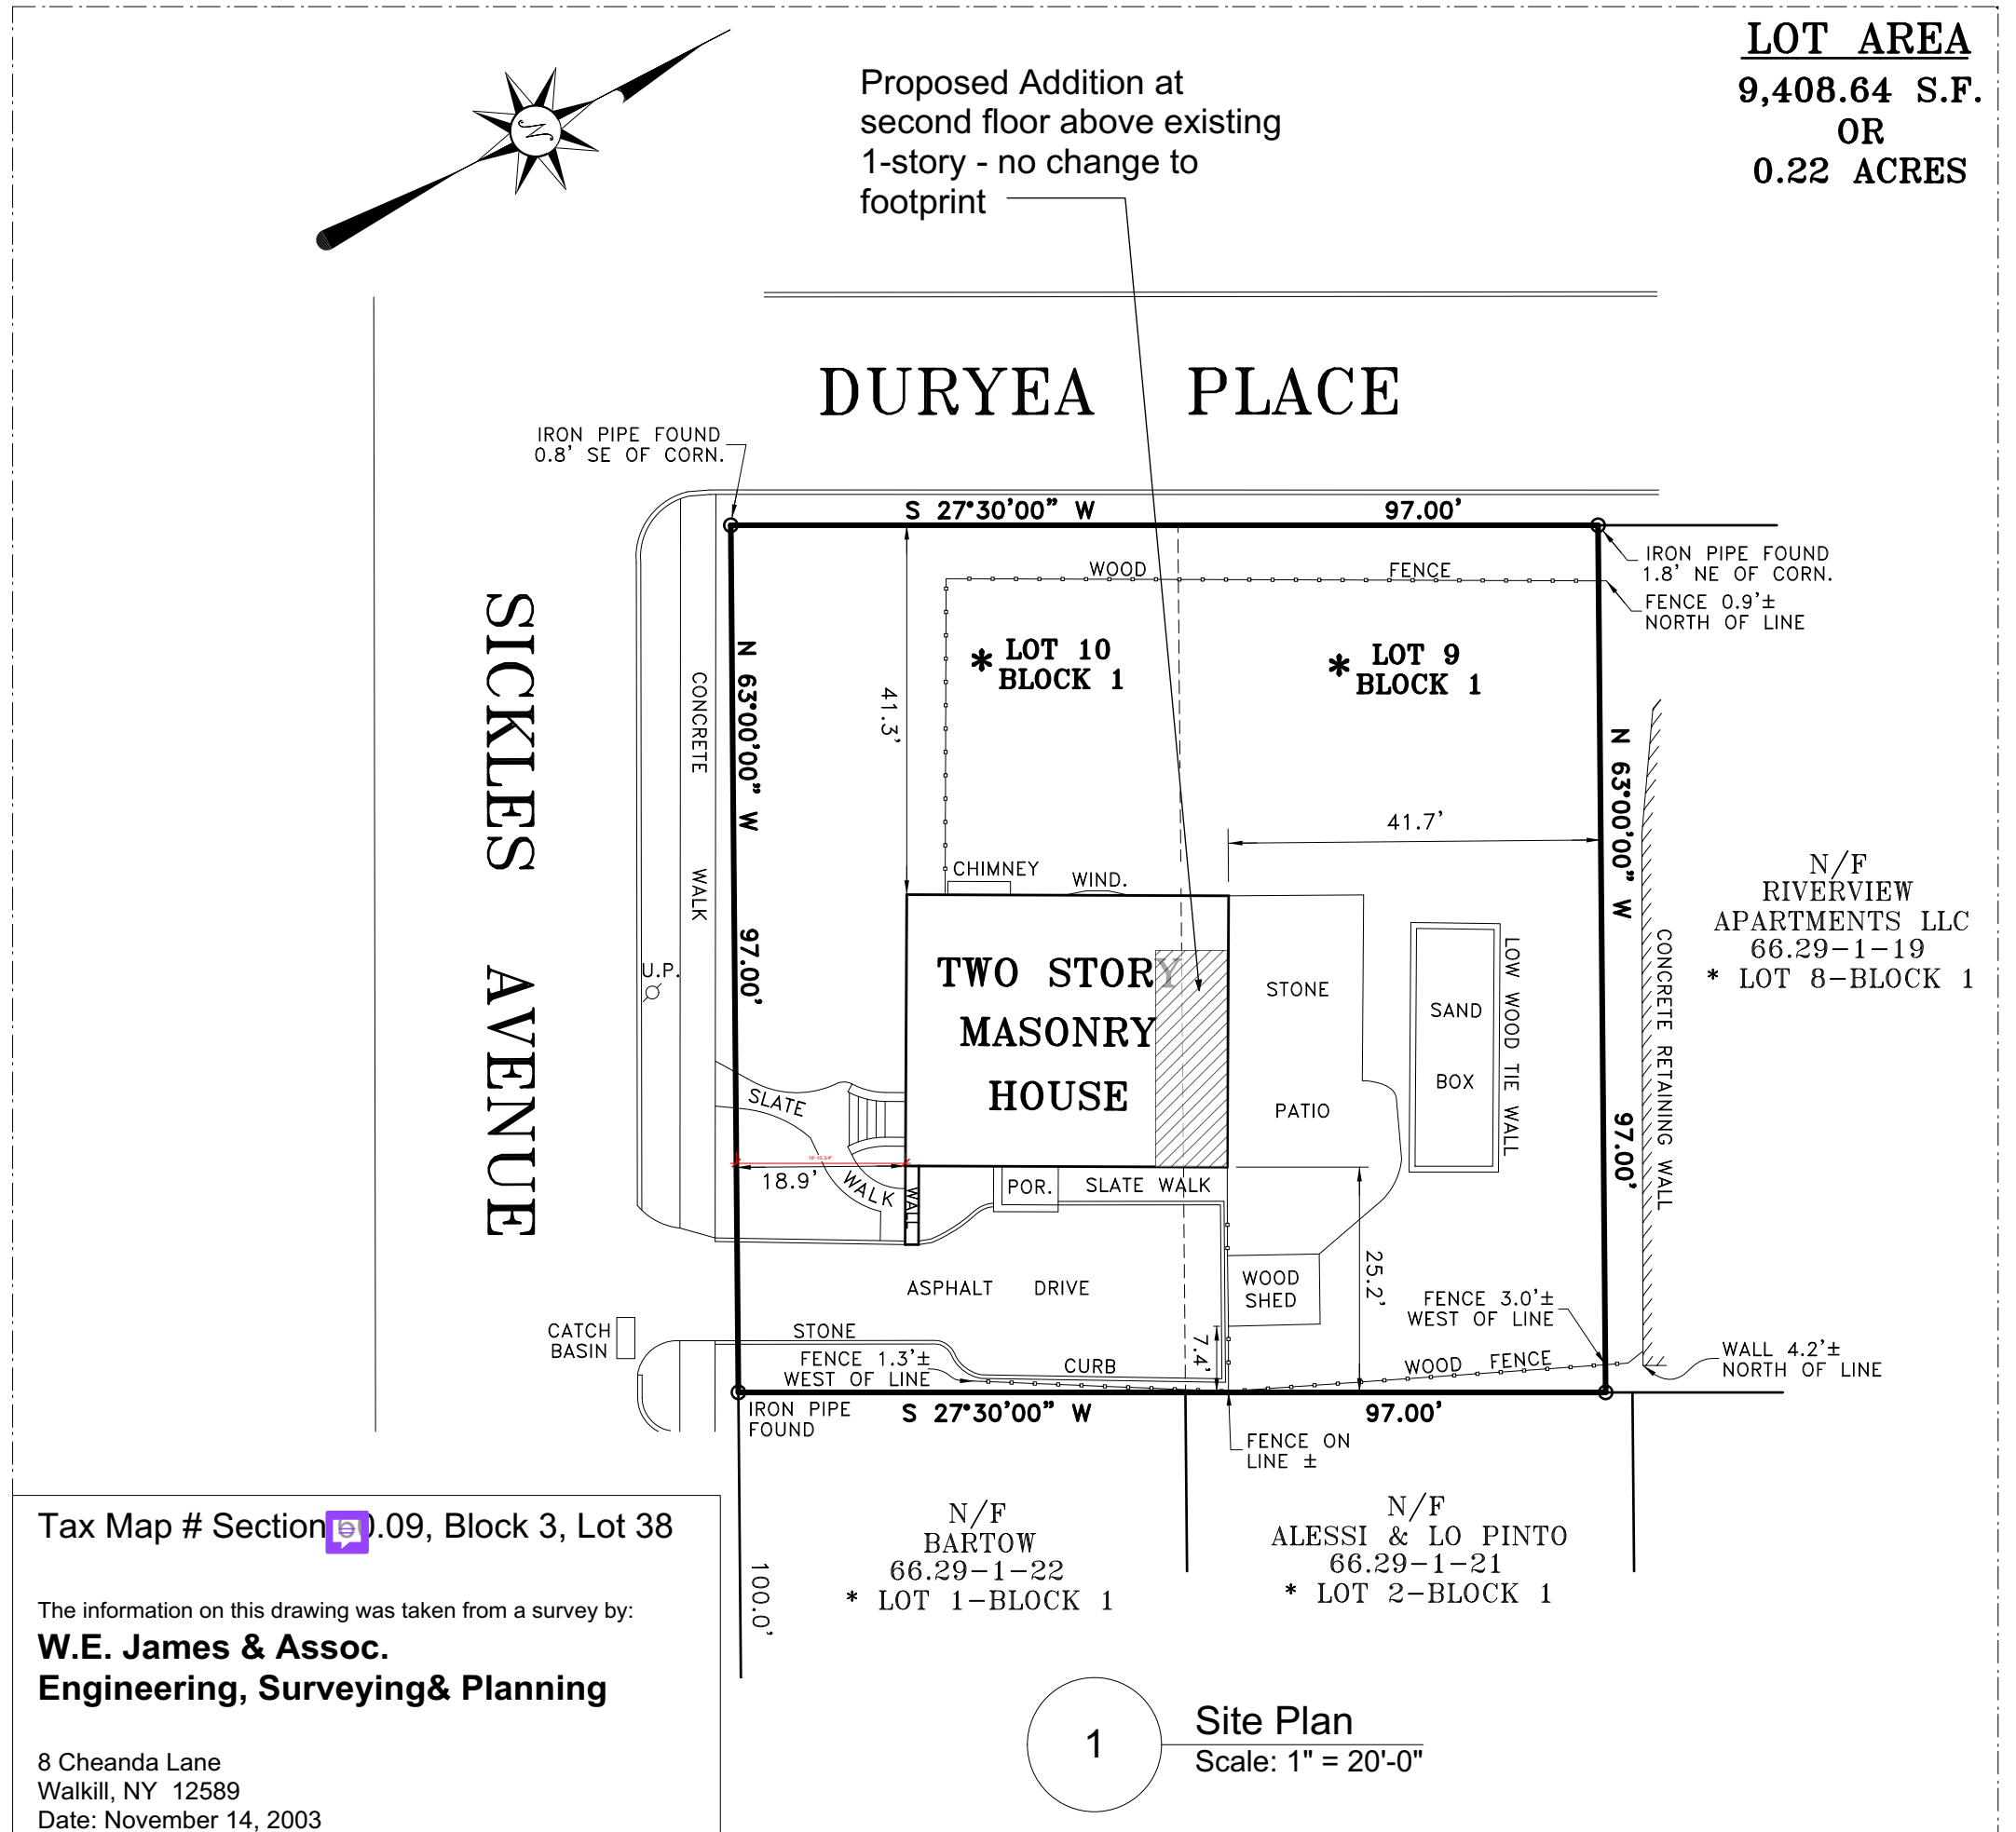 LOT AREA
9,408.64 S.F.
OR
0.22 ACRES
Proposed Addition at
second floor above existing
1-story - no change to
footprint
DURYEA PLACE
IRON PIPE FOUND
0.8' SE OF CORN.
S 27°30'00" W 97.00'
IRON PIPE FOUND
1.8' NE OF CORN.
FENCE 0.9'±
NORTH OF LINE
WOOD FENCE
* LOT 10
BLOCK 1
* LOT 9
BLOCK 1
SICKLES AVENUE
CONCRETE WALK
N 63°00'00" W 97.00'
41.3'
41.7'
N 63°00'00" W 97.00'
CONCRETE RETAINING WALL
N/F
RIVERVIEW
APARTMENTS LLC
66.29-1-19
* LOT 8-BLOCK 1
CHIMNEY
WIND.
U.P.
TWO STORY
MASONRY
HOUSE
STONE
PATIO
SAND
BOX
LOW WOOD TIE WALL
SLATE
WALK
18.9'
WALL
POR.
SLATE WALK
ASPHALT DRIVE
WOOD
SHED
25.2'
7.4'
FENCE 3.0'±
WEST OF LINE
WALL 4.2'±
NORTH OF LINE
CATCH
BASIN
STONE
CURB
FENCE 1.3'±
WEST OF LINE
WOOD FENCE
IRON PIPE
FOUND
S 27°30'00" W 97.00'
FENCE ON
LINE ±
100.0'
N/F
BARTOW
66.29-1-22
* LOT 1-BLOCK 1
N/F
ALESSI & LO PINTO
66.29-1-21
* LOT 2-BLOCK 1
Tax Map # Section .09, Block 3, Lot 38
The information on this drawing was taken from a survey by:
W.E. James & Assoc.
Engineering, Surveying& Planning
8 Cheanda Lane
Walkill, NY 12589
Date: November 14, 2003
1
Site Plan
Scale: 1" = 20'-0"